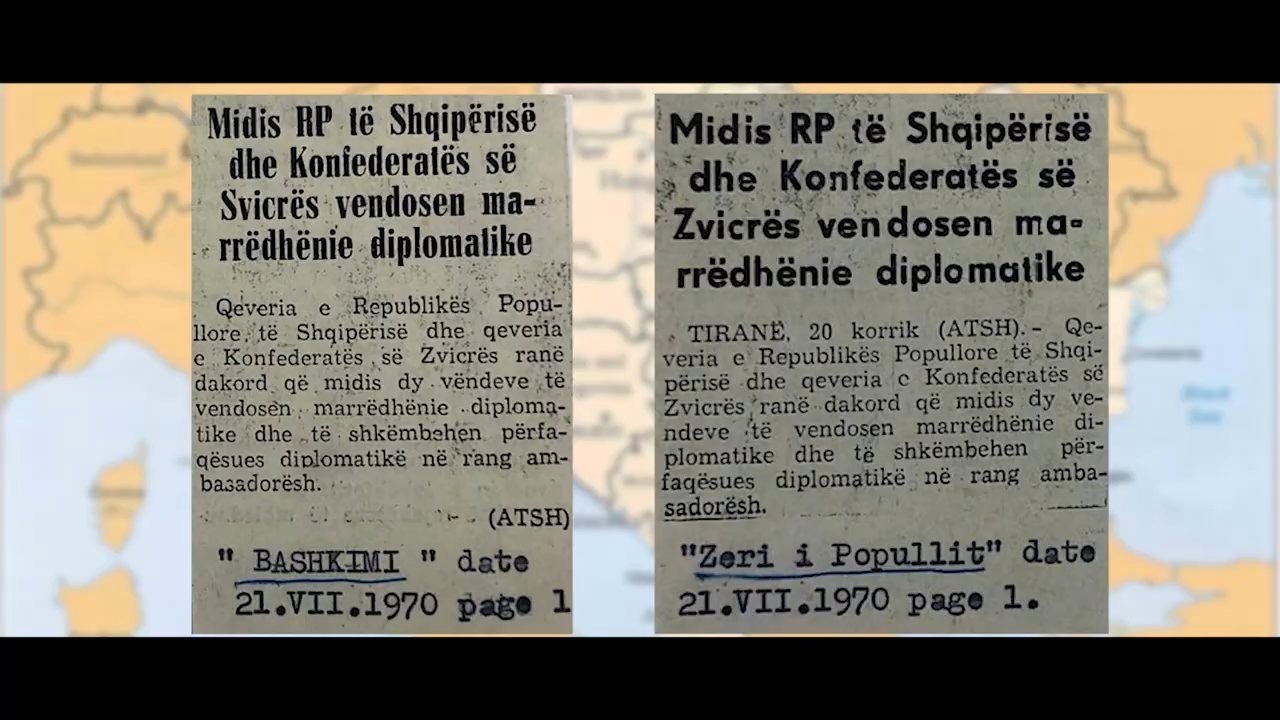 Midis RP të Shqipërisë
dhe Konfederatës së
Svicrës vendosen ma-
rrëdhënie diplomatike
Qeveria e Republikës Popu-
llore të Shqipërisë dhe qeveria
e Konfederatës së Zvicrës ranë
dakord që midis dy vëndeve të
vendosen marrëdhënie diploma-
tike dhe të shkëmbehen përfa-
qësues diplomatikë në rang am-
basadorësh.
(ATSH)
" BASHKIMI " date
21.VII.1970 page 1
Midis RP të Shqipërisë
dhe Konfederatës së
Zvicrës vendosen ma-
rrëdhënie diplomatike
TIRANË, 20 korrik (ATSH).- Qe-
veria e Republikës Popullore të Shqi-
përisë dhe qeveria e Konfederatës së
Zvicrës ranë dakord që midis dy ve-
ndeve të vendosen marrëdhënie di-
plomatike dhe të shkëmbehen për-
faqësues diplomatikë në rang amba-
sadorësh.
"Zeri i Popullit" date
21.VII.1970 page 1.